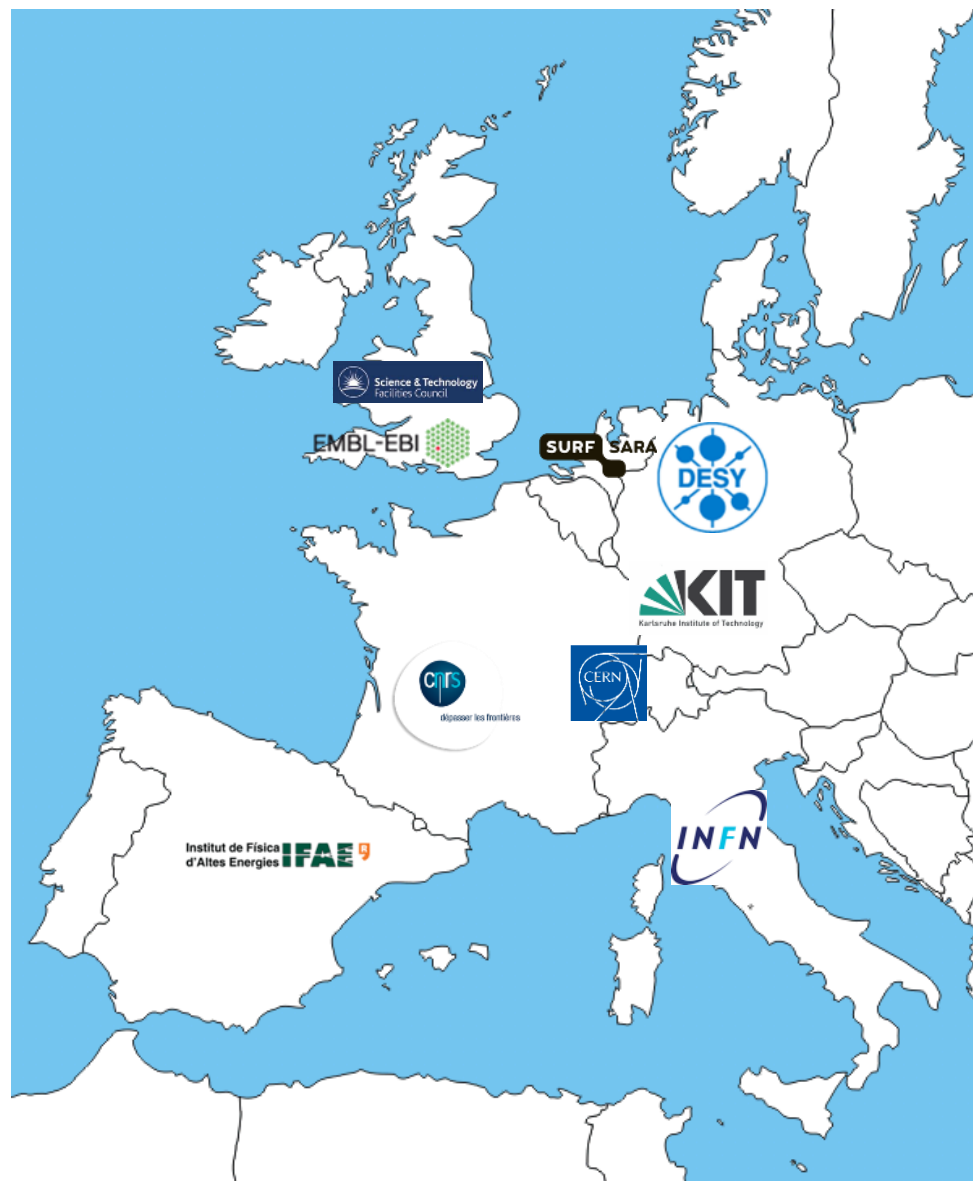 Science & Technology
Facilities Council
EMBL-EBI
SURF SARA
DESY
KIT
Karlsruhe Institute of Technology
CERN
cnrs
dépasser les frontières
INFN
Institut de Física
d'Altes Energies IFAE